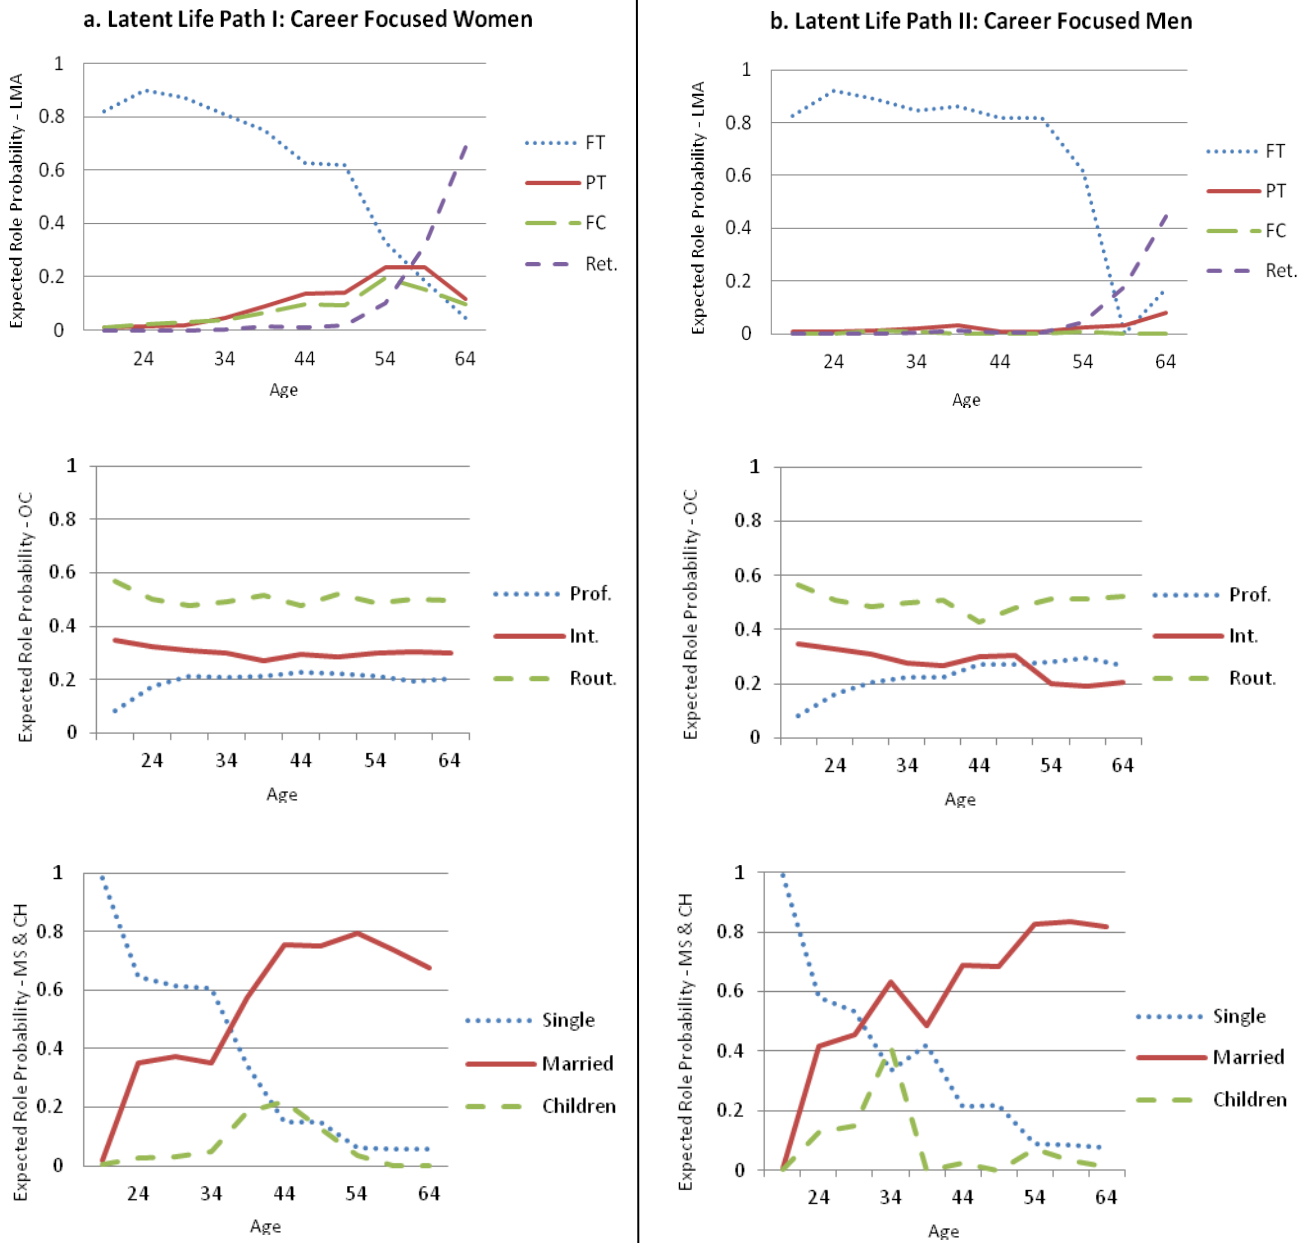 a. Latent Life Path I: Career Focused Women
Expected Role Probability - LMA
1
0.8
0.6
0.4
0.2
0
24 34 44 54 64
Age
FT
PT
FC
Ret.
Expected Role Probability - OC
1
0.8
0.6
0.4
0.2
0
24 34 44 54 64
Age
Prof.
Int.
Rout.
Expected Role Probability - MS & CH
1
0.8
0.6
0.4
0.2
0
24 34 44 54 64
Age
Single
Married
Children
b. Latent Life Path II: Career Focused Men
Expected Role Probability - LMA
1
0.8
0.6
0.4
0.2
0
24 34 44 54 64
Age
FT
PT
FC
Ret.
Expected Role Probability - OC
1
0.8
0.6
0.4
0.2
0
24 34 44 54 64
Age
Prof.
Int.
Rout.
Expected Role Probability - MS & CH
1
0.8
0.6
0.4
0.2
0
24 34 44 54 64
Age
Single
Married
Children